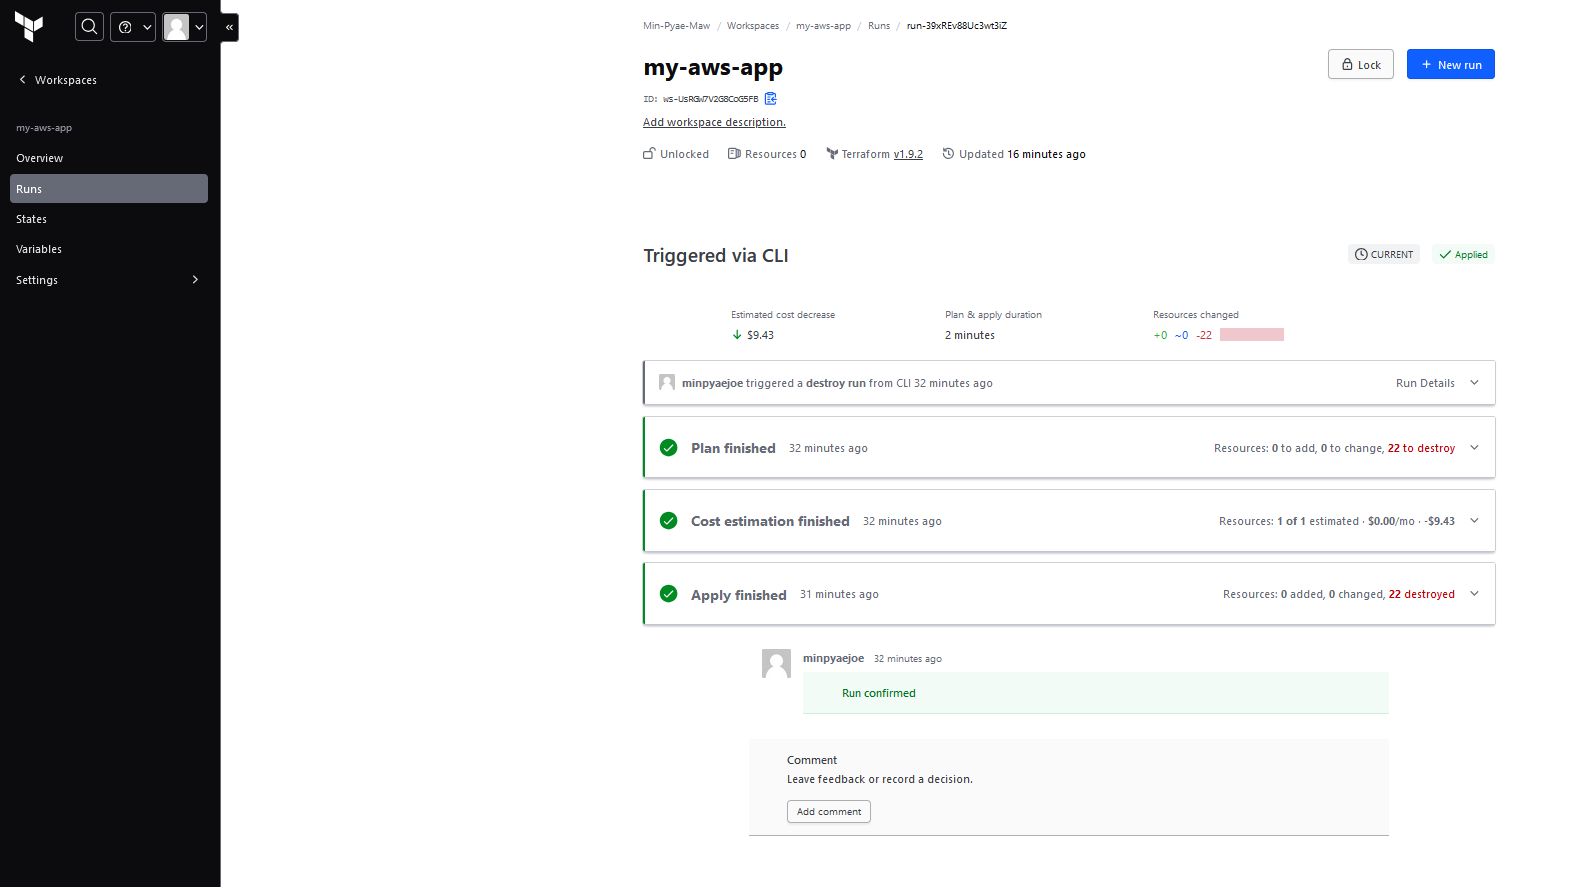 «
Workspaces
my-aws-app
Overview
Runs
States
Variables
Settings
Min-Pyae-Maw / Workspaces / my-aws-app / Runs / run-39xREv88Uc3wt3iZ
my-aws-app
Lock
+ New run
ID: ws-UsRGW7V2G8CoG5FB
Add workspace description.
Unlocked Resources 0 Terraform v1.9.2 Updated 16 minutes ago
Triggered via CLI
CURRENT Applied
Estimated cost decrease Plan & apply duration Resources changed
$9.43 2 minutes +0 ~0 -22
minpyaejoe triggered a destroy run from CLI 32 minutes ago Run Details
Plan finished 32 minutes ago Resources: 0 to add, 0 to change, 22 to destroy
Cost estimation finished 32 minutes ago Resources: 1 of 1 estimated · $0.00/mo · -$9.43
Apply finished 31 minutes ago Resources: 0 added, 0 changed, 22 destroyed
minpyaejoe 32 minutes ago
Run confirmed
Comment
Leave feedback or record a decision.
Add comment